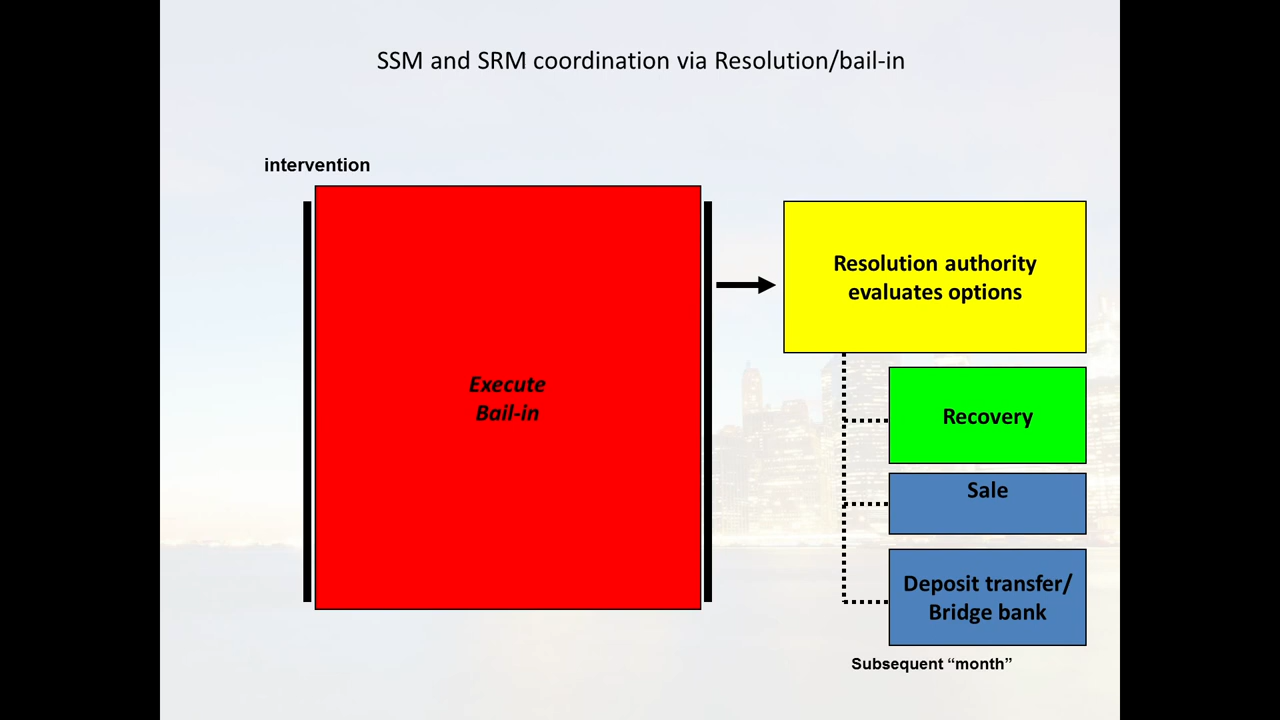 SSM and SRM coordination via Resolution/bail-in
intervention
Execute
Bail-in
Resolution authority
evaluates options
Recovery
Sale
Deposit transfer/
Bridge bank
Subsequent “month”